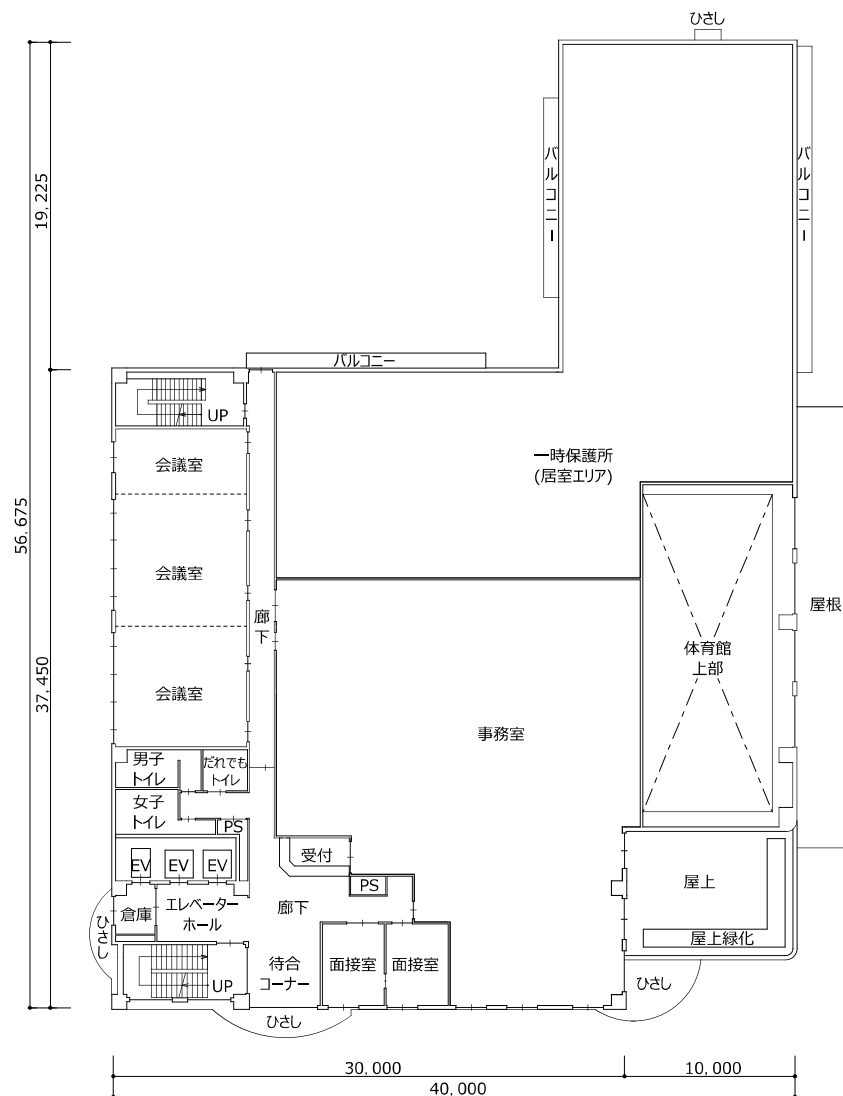 ひさし
バルコニー
バルコニー
19,225
バルコニー
UP
会議室
一時保護所
(居室エリア)
56,675
会議室
廊下
屋根
体育館
上部
37,450
会議室
事務室
男子
トイレ
だれでも
トイレ
女子
トイレ
PS
受付
EV
EV
EV
PS
屋上
倉庫
エレベーター
ホール
廊下
屋上緑化
ひさし
待合
コーナー
面接室
面接室
UP
ひさし
ひさし
30,000
10,000
40,000